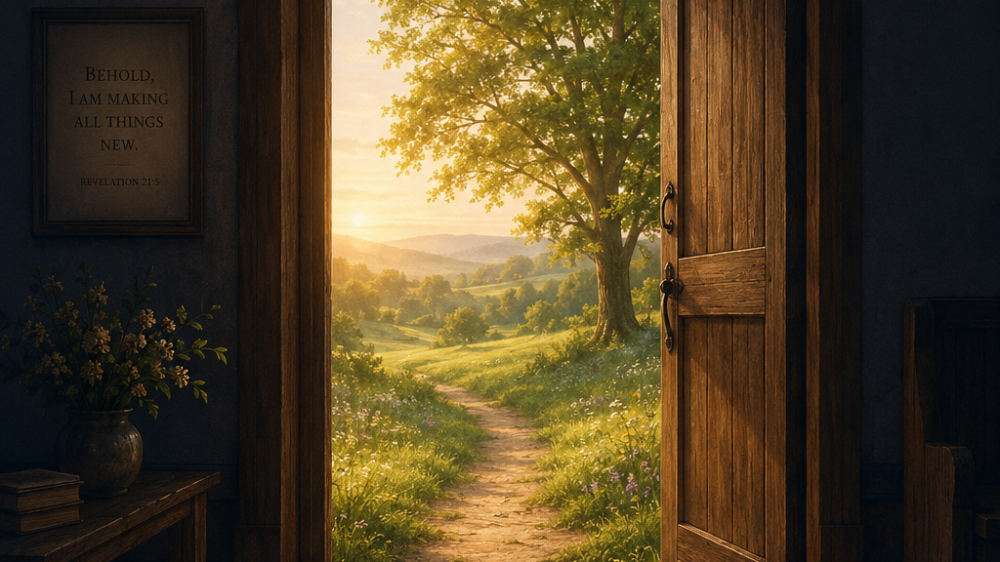 Behold,
I am making
all things
new.
Revelation 21:5